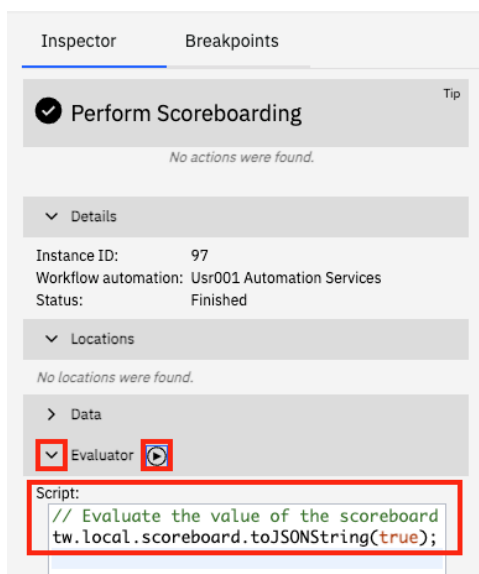 Inspector Breakpoints
Tip
Perform Scoreboarding
No actions were found.
Details
Instance ID: 97
Workflow automation: Usr001 Automation Services
Status: Finished
Locations
No locations were found.
Data
Evaluator
Script:
// Evaluate the value of the scoreboard
tw.local.scoreboard.toJSONString(true);